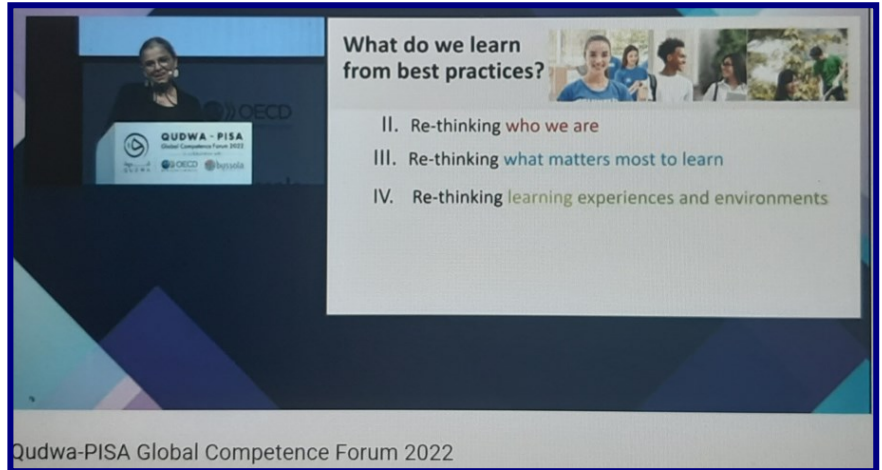 What do we learn
from best practices?
II. Re-thinking who we are
III. Re-thinking what matters most to learn
IV. Re-thinking learning experiences and environments
OECD
QUDWA - PISA
Global Competence Forum 2022
OECD bussola
QUDWA
Qudwa-PISA Global Competence Forum 2022